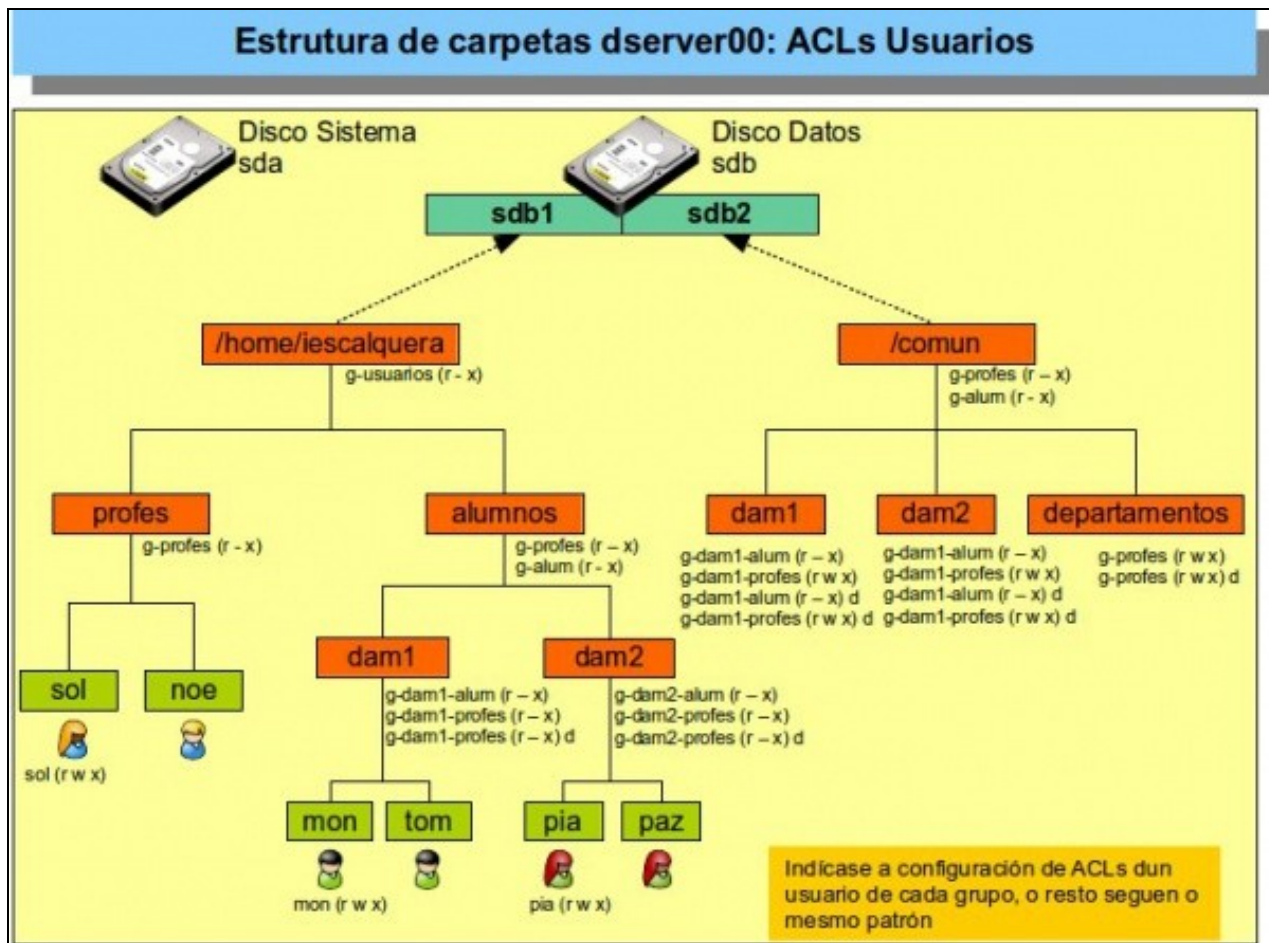 Estrutura de carpetas dserver00: ACLs Usuarios
Disco Sistema
sda
Disco Datos
sdb
sdb1
sdb2
/home/iescalquera
g-usuarios (r - x)
/comun
g-profes (r – x)
g-alum (r - x)
profes
g-profes (r - x)
alumnos
g-profes (r – x)
g-alum (r - x)
dam1
g-dam1-alum (r – x)
g-dam1-profes (r w x)
g-dam1-alum (r – x) d
g-dam1-profes (r w x) d
dam2
g-dam1-alum (r – x)
g-dam1-profes (r w x)
g-dam1-alum (r – x) d
g-dam1-profes (r w x) d
departamentos
g-profes (r w x)
g-profes (r w x) d
sol
noe
sol (r w x)
dam1
g-dam1-alum (r – x)
g-dam1-profes (r – x)
g-dam1-profes (r – x) d
dam2
g-dam2-alum (r – x)
g-dam2-profes (r – x)
g-dam2-profes (r – x) d
mon
tom
mon (r w x)
pia
paz
pia (r w x)
Indícase a configuración de ACLs dun
usuario de cada grupo, o resto seguen o
mesmo patrón